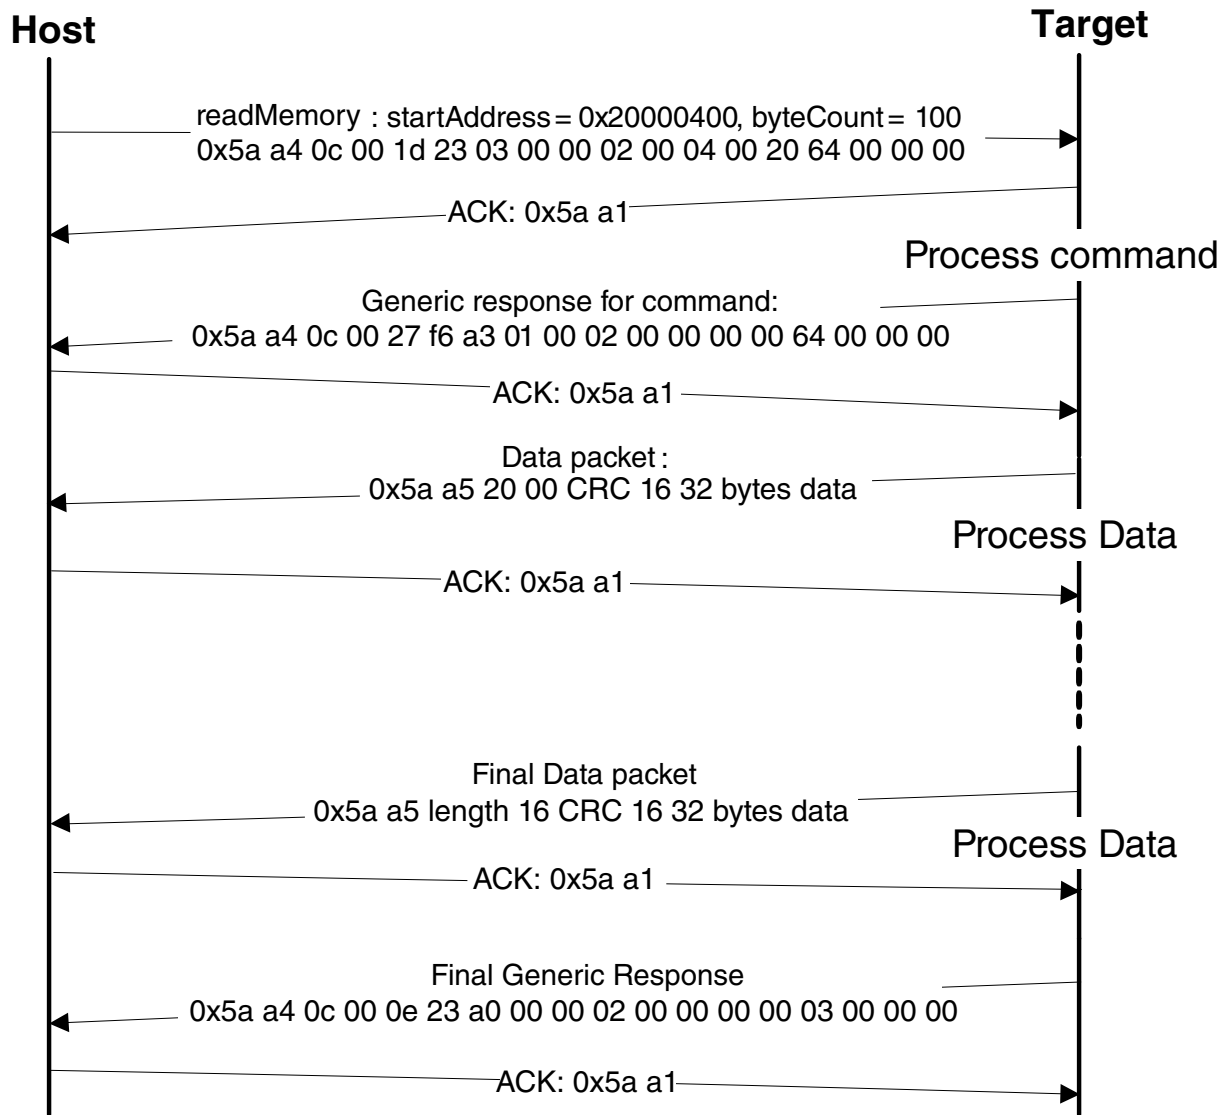 Host
Target
readMemory : startAddress = 0x20000400, byteCount = 100
0x5a a4 0c 00 1d 23 03 00 00 02 00 04 00 20 64 00 00 00
ACK: 0x5a a1
Process command
Generic response for command:
0x5a a4 0c 00 27 f6 a3 01 00 02 00 00 00 00 64 00 00 00
ACK: 0x5a a1
Data packet :
0x5a a5 20 00 CRC 16 32 bytes data
Process Data
ACK: 0x5a a1
Final Data packet
0x5a a5 length 16 CRC 16 32 bytes data
Process Data
ACK: 0x5a a1
Final Generic Response
0x5a a4 0c 00 0e 23 a0 00 00 02 00 00 00 00 03 00 00 00
ACK: 0x5a a1